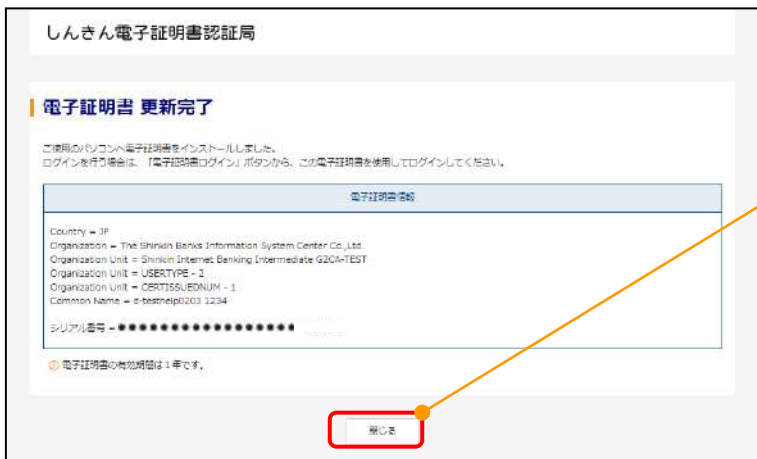 しんきん電子証明書認証局
電子証明書 更新完了
ご使用のパソコンへ電子証明書をインストールしました。
ログインを行う場合は、「電子証明書ログイン」ボタンから、この電子証明書を使用してログインしてください。
電子証明書情報
Country = JP
Organization = The Shinkin Banks Information System Center Co.,Ltd.
Organization Unit = Shinkin Internet Banking Intermediate G2CA-TEST
Organization Unit = USERTYPE - 2
Organization Unit = CERTISSUEDNUM - 1
Common Name = d-testhelp0203 1234
シリアル番号 = ●●●●●●●●●●●●●●●●●
電子証明書の有効期間は1年です。
閉じる